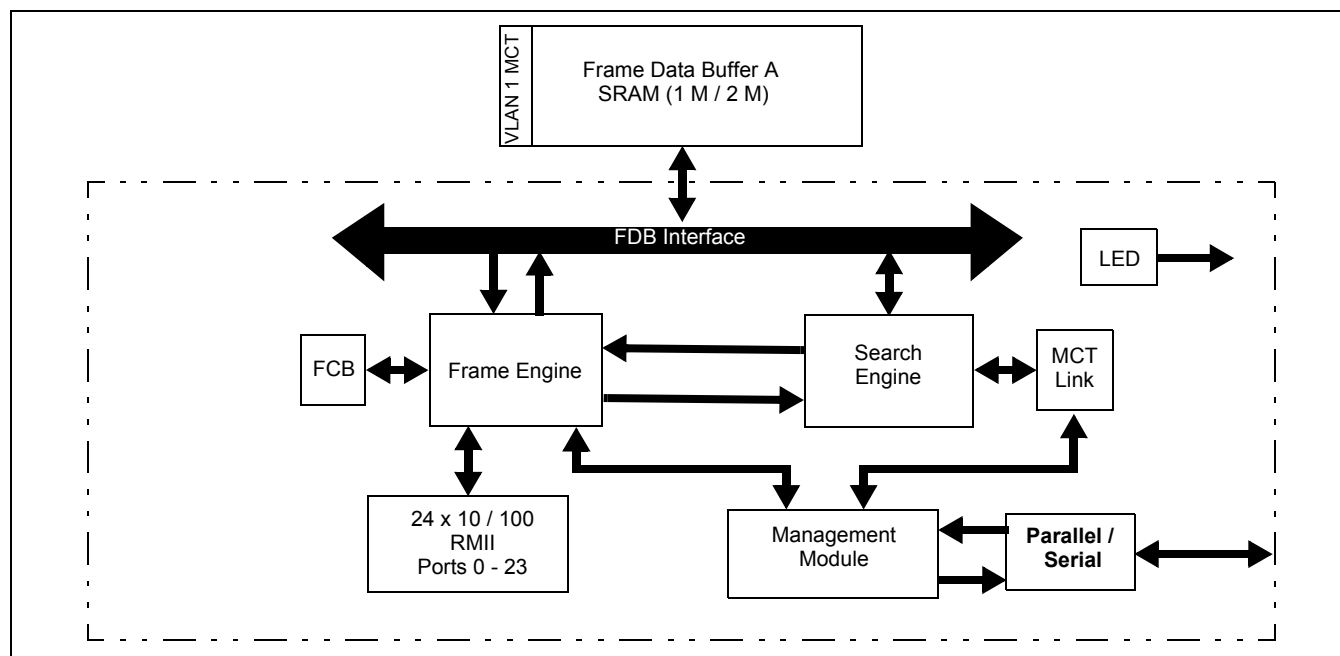 VLAN 1 MCT
Frame Data Buffer A
SRAM (1 M / 2 M)
FDB Interface
LED
FCB
Frame Engine
Search
Engine
MCT
Link
24 x 10 / 100
RMII
Ports 0 - 23
Management
Module
Parallel /
Serial